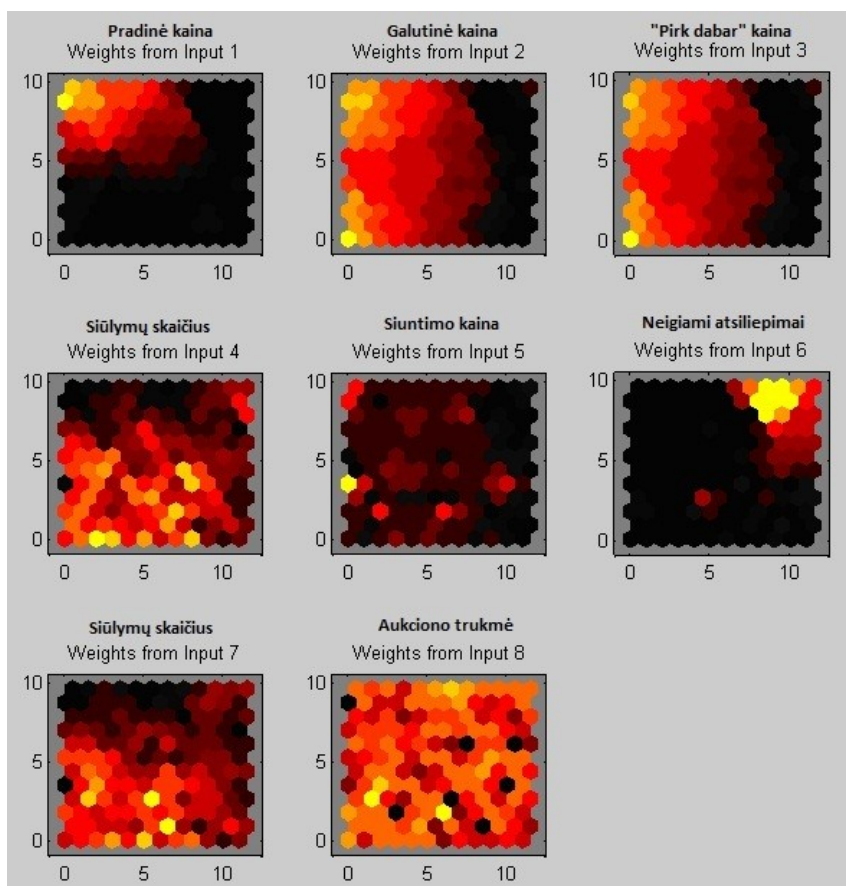 Pradinė kaina
Weights from Input 1
10
5
0
0 5 10
Galutinė kaina
Weights from Input 2
10
5
0
0 5 10
"Pirk dabar" kaina
Weights from Input 3
10
5
0
0 5 10
Siūlymų skaičius
Weights from Input 4
10
5
0
0 5 10
Siuntimo kaina
Weights from Input 5
10
5
0
0 5 10
Neigiami atsiliepimai
Weights from Input 6
10
5
0
0 5 10
Siūlymų skaičius
Weights from Input 7
10
5
0
0 5 10
Aukciono trukmė
Weights from Input 8
10
5
0
0 5 10